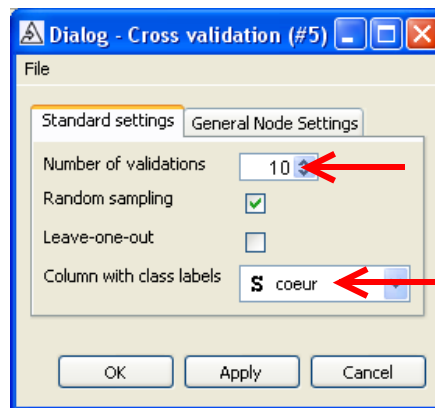 Dialog - Cross validation (#5)
File
Standard settings General Node Settings
Number of validations 10
Random sampling
Leave-one-out
Column with class labels S coeur
OK Apply Cancel